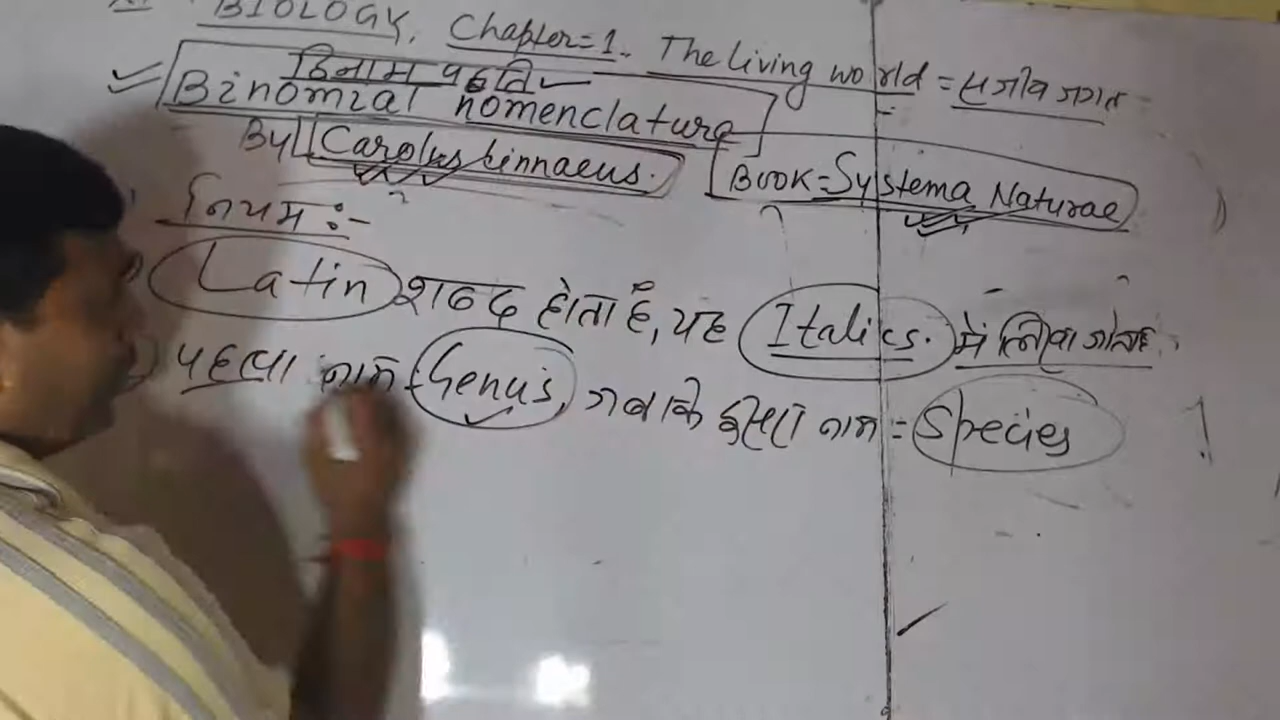 BIOLOGY, Chapter=1. The living world = सजीव जगत
द्विनाम पद्धति
Binomial nomenclature
By Carolus Linnaeus. Book=Systema Naturae
नियम :-
Latin शब्द होता है, यह Italics. में लिखा जाता है
पहला नाम - Genus, जबकि दूसरा नाम = Species